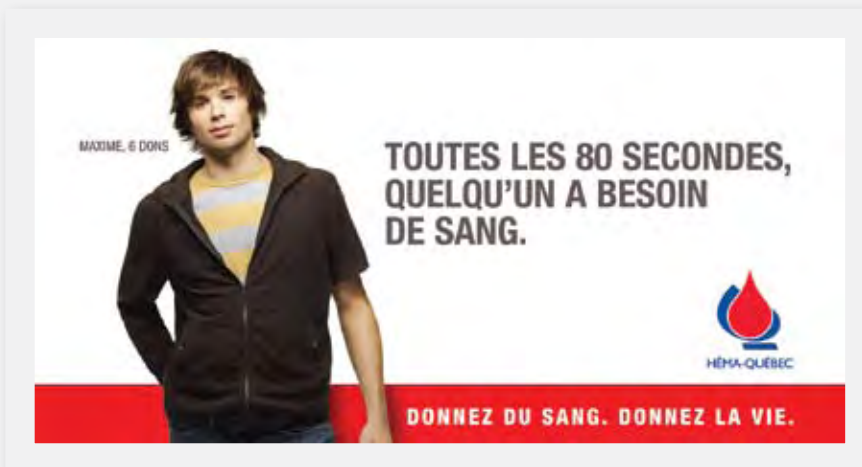 MAXIME, 6 DONS
TOUTES LES 80 SECONDES,
QUELQU'UN A BESOIN
DE SANG.
HÉMA-QUÉBEC
DONNEZ DU SANG. DONNEZ LA VIE.